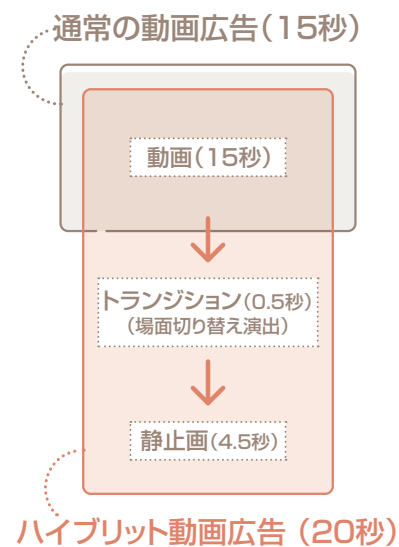 通常の動画広告（15秒）
動画（15秒）
トランジション（0.5秒）
（場面切り替え演出）
静止画（4.5秒）
ハイブリット動画広告（20秒）